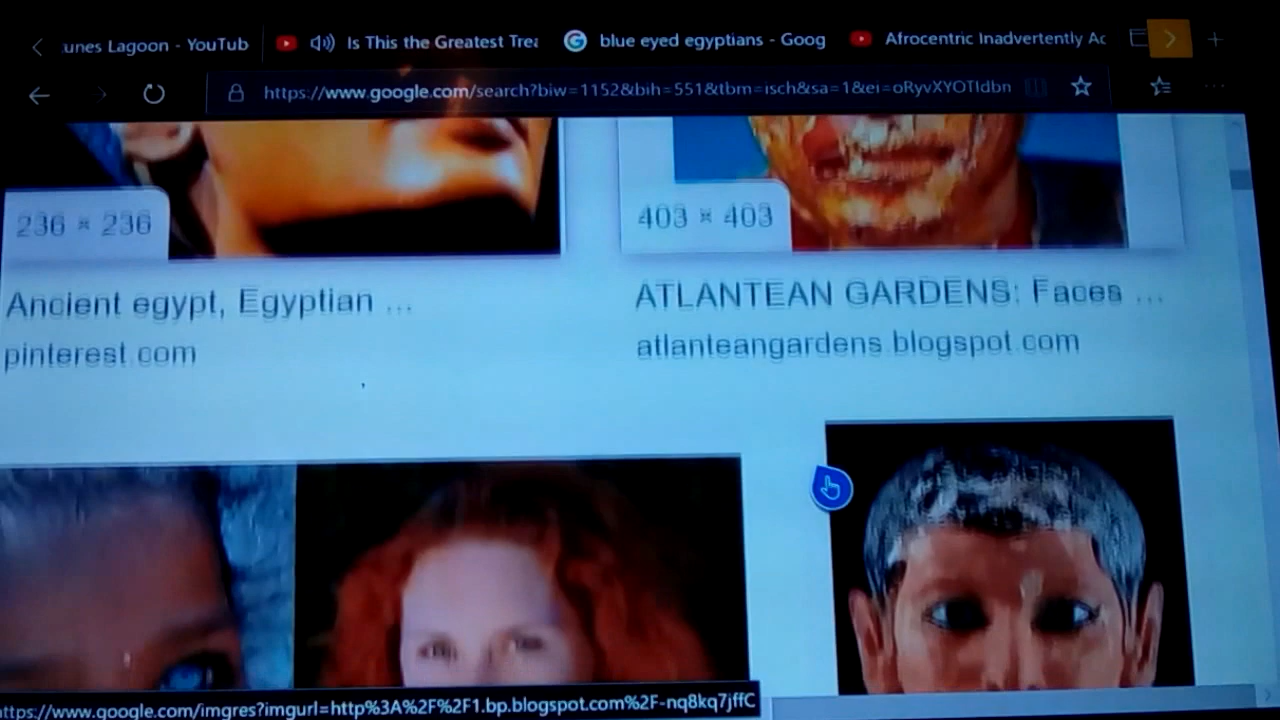 unes Lagoon - YouTub
Is This the Greatest Trea
blue eyed egyptians - Goog
Afrocentric Inadvertently Ac
https://www.google.com/search?biw=1152&bih=551&tbm=isch&sa=1&ei=oRyvXYOTIdbn
236 × 236
403 × 403
Ancient egypt, Egyptian ...
pinterest.com
ATLANTEAN GARDENS: Faces ...
atlanteangardens.blogspot.com
ttps://www.google.com/imgres?imgurl=http%3A%2F%2F1.bp.blogspot.com%2F-nq8kq7jffC